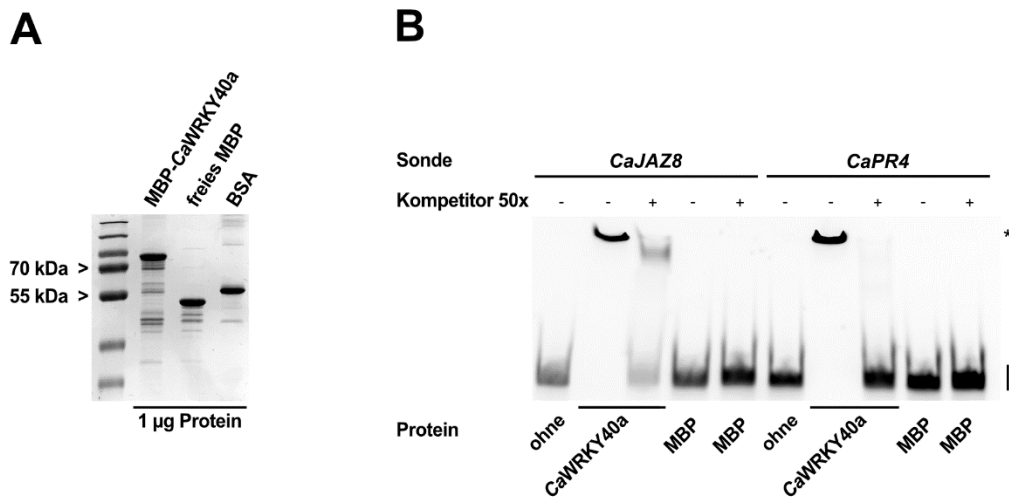 A
MBP-CaWRKY40a
freies MBP
BSA
70 kDa >
55 kDa >
1 µg Protein
B
Sonde CaJAZ8 CaPR4
Kompetitor 50x - - + - + - - + - +
*
Protein ohne CaWRKY40a MBP MBP ohne CaWRKY40a MBP MBP